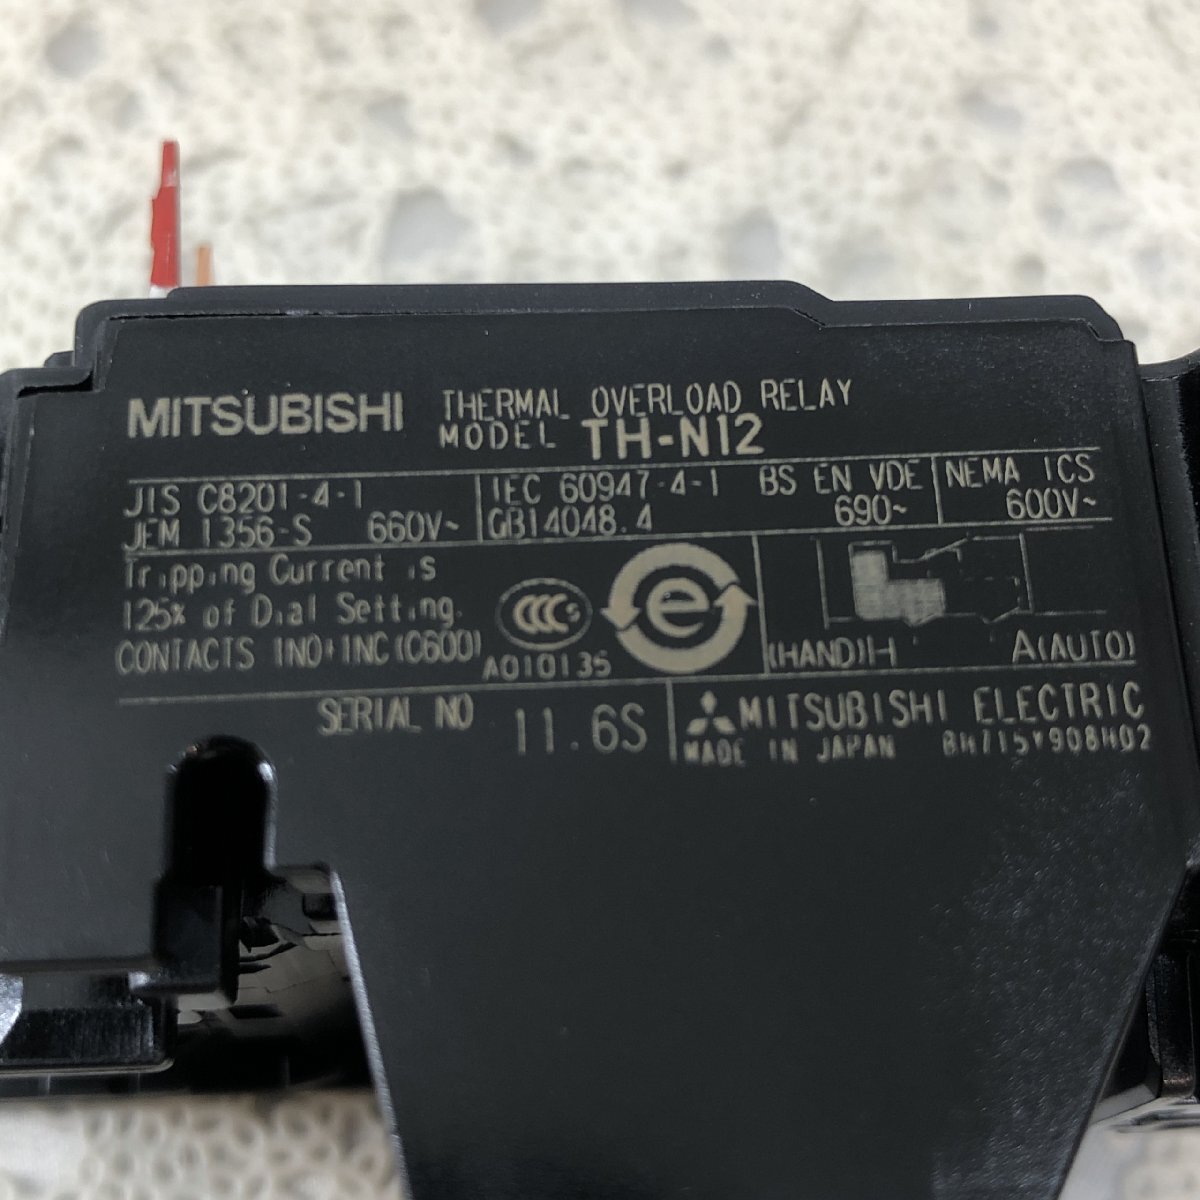 MITSUBISHI THERMAL OVERLOAD RELAY
MODEL TH-N12
JIS C8201-4-1 IEC 60947-4-1 BS EN VDE NEMA ICS
JEM 1356-S 660V~ GB14048.4 690~ 600V~
Tripping Current is
125% of Dial Setting.
CONTACTS 1NO+1NC(C600)
CCC S
A010135
e
(HAND)H A(AUTO)
SERIAL NO 11.6S
MITSUBISHI ELECTRIC
MADE IN JAPAN